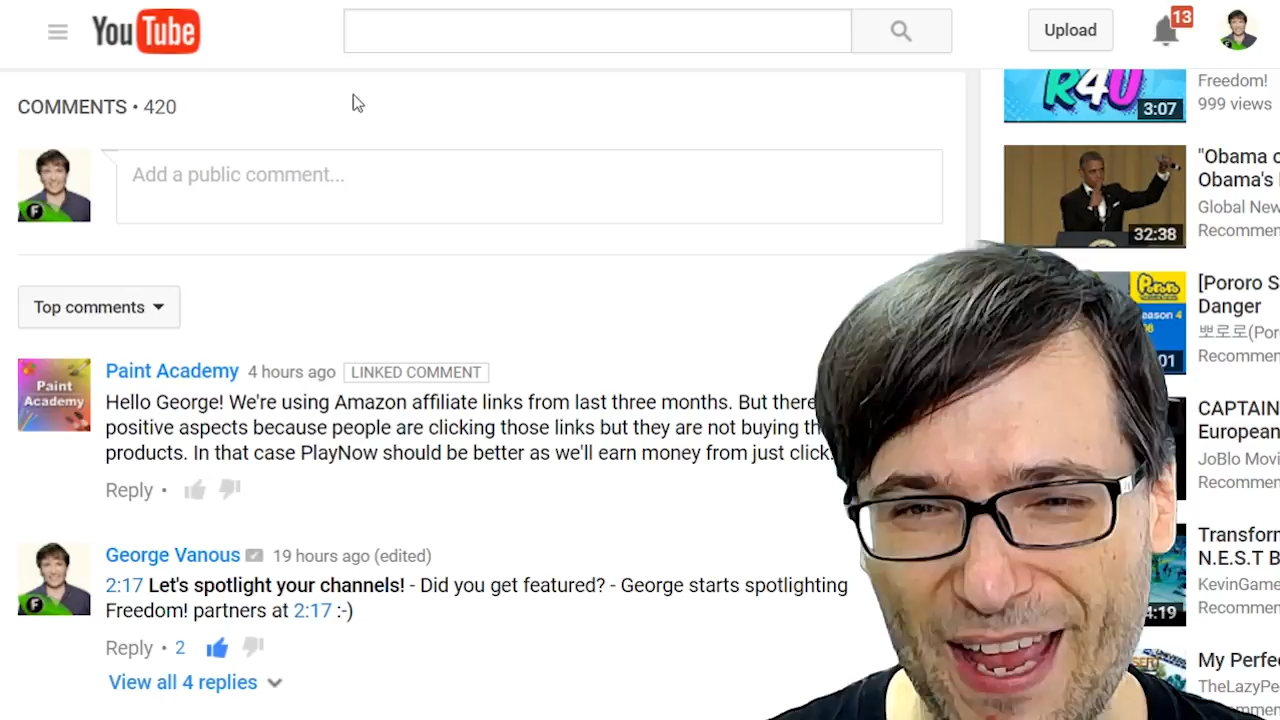 YouTube
Upload
13
COMMENTS • 420
Add a public comment...
Top comments
Paint Academy
Paint Academy 4 hours ago LINKED COMMENT
Hello George! We're using Amazon affiliate links from last three months. But there
positive aspects because people are clicking those links but they are not buying th
products. In that case PlayNow should be better as we'll earn money from just click.
Reply •
George Vanous 19 hours ago (edited)
2:17 Let's spotlight your channels! - Did you get featured? - George starts spotlighting
Freedom! partners at 2:17 :-)
Reply • 2
View all 4 replies
R4U
3:07
Freedom!
999 views
32:38
"Obama o
Obama's
Global New
Recommen
Pororo
eason 4
01
[Pororo S
Danger
뽀로로(Por
Recommen
CAPTAIN
European
JoBlo Movi
Recommen
4:19
Transform
N.E.S.T B
KevinGame
Recommen
My Perfe
TheLazyPe